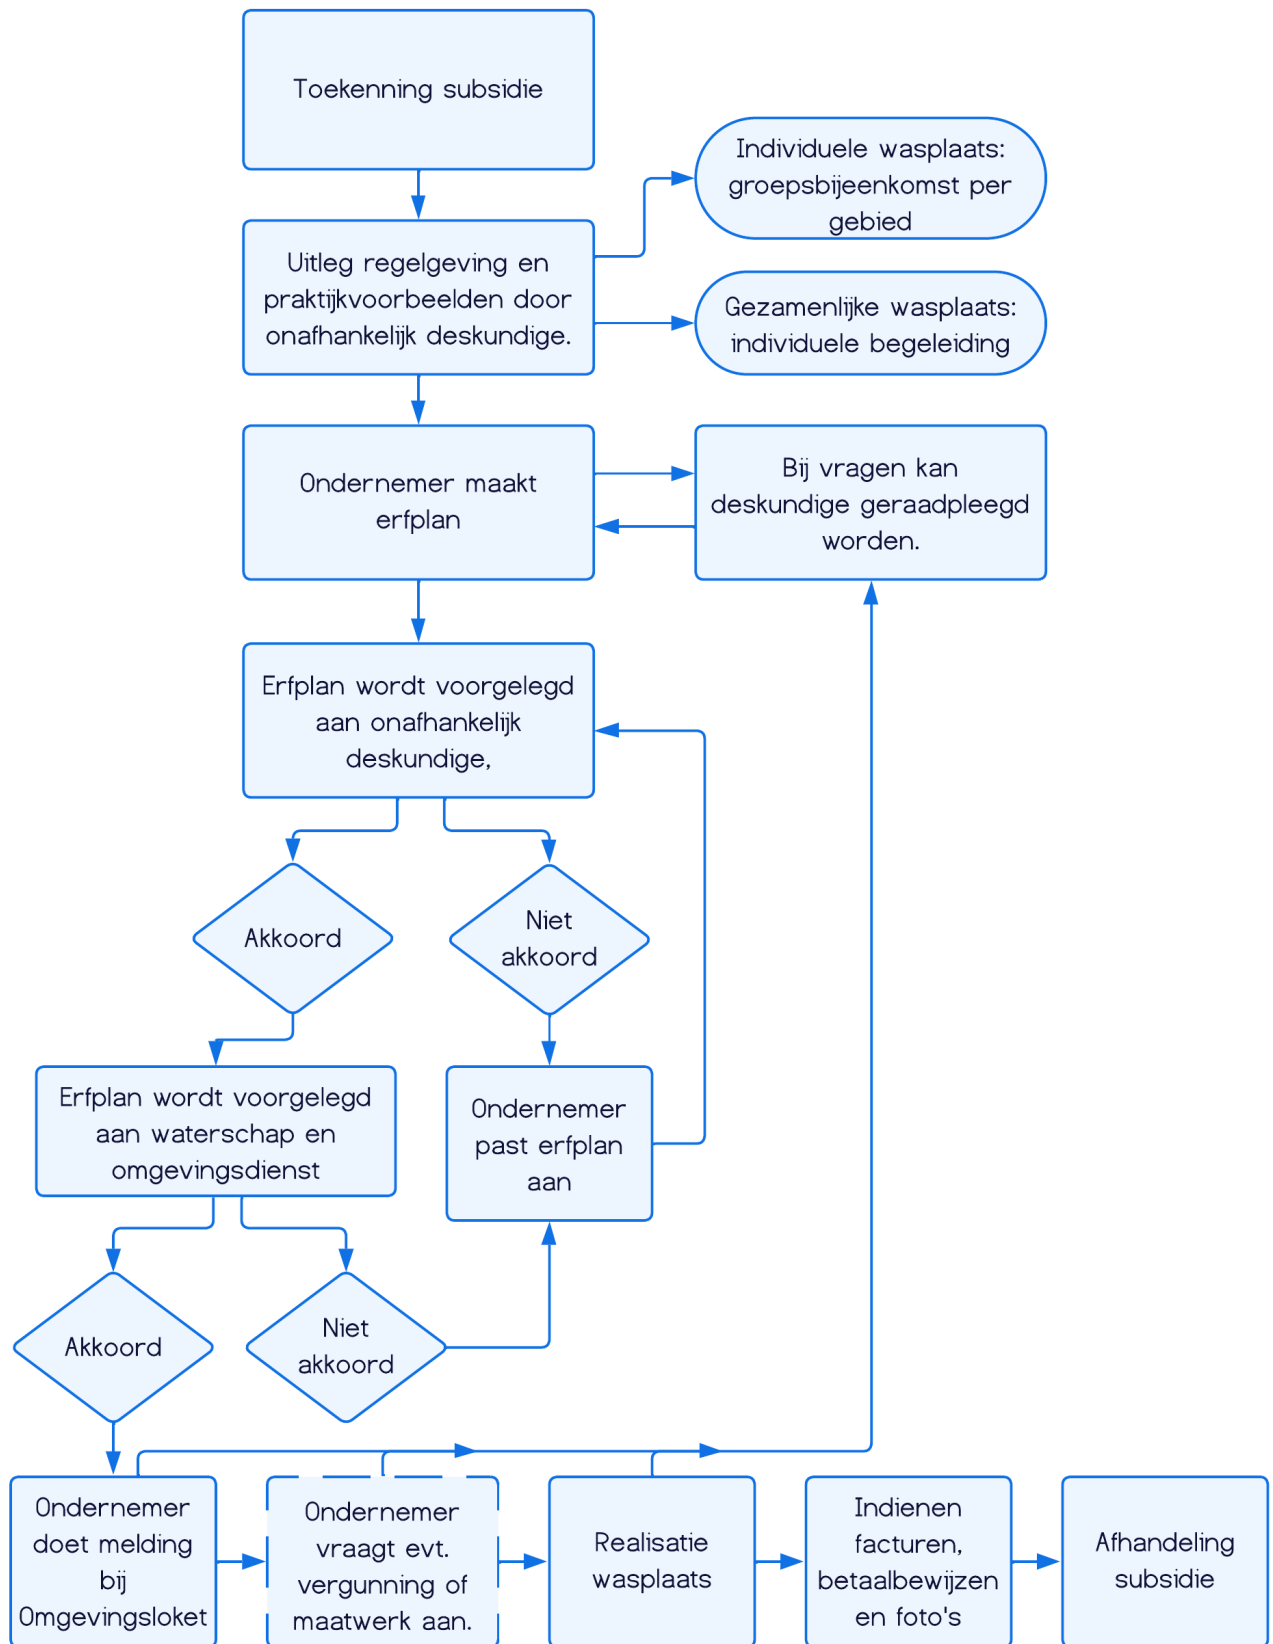 Toekenning subsidie
Individuele wasplaats:
groepsbijeenkomst per
gebied
Uitleg regelgeving en
praktijkvoorbeelden door
onafhankelijk deskundige.
Gezamenlijke wasplaats:
individuele begeleiding
Ondernemer maakt
erfplan
Bij vragen kan
deskundige geraadpleegd
worden.
Erfplan wordt voorgelegd
aan onafhankelijk
deskundige,
Akkoord
Niet
akkoord
Erfplan wordt voorgelegd
aan waterschap en
omgevingsdienst
Ondernemer
past erfplan
aan
Akkoord
Niet
akkoord
Ondernemer
doet melding
bij
Omgevingsloket
Ondernemer
vraagt evt.
vergunning of
maatwerk aan.
Realisatie
wasplaats
Indienen
facturen,
betaalbewijzen
en foto's
Afhandeling
subsidie